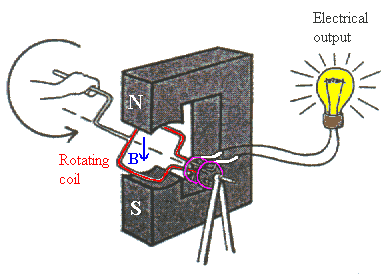 Electrical
output
N
Rotating
coil
B
S